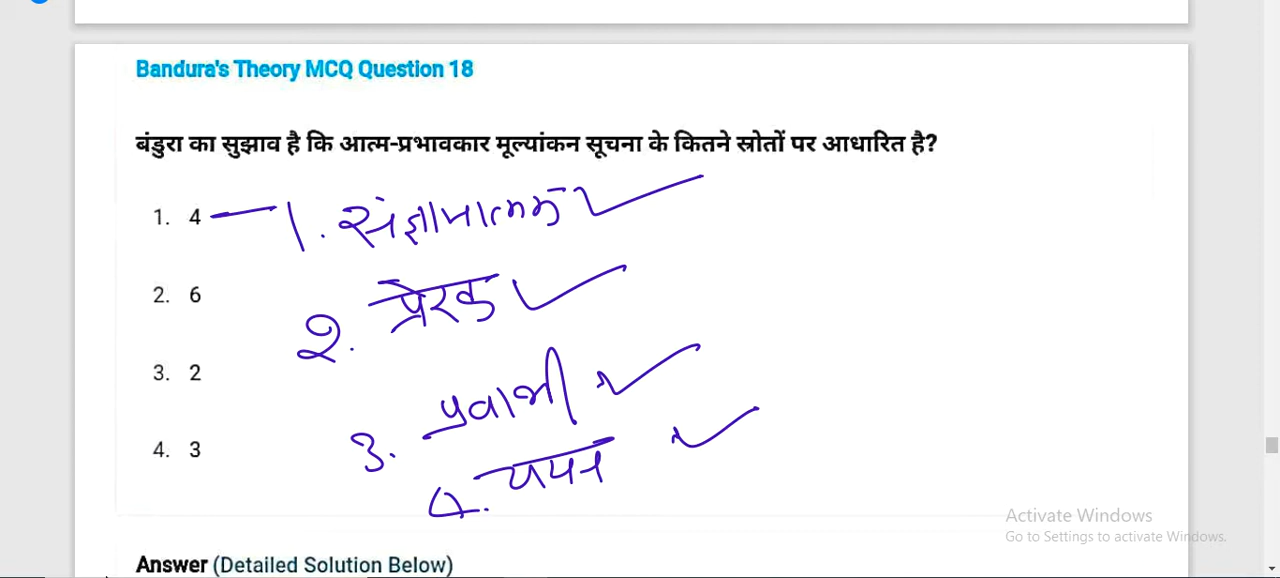 Bandura's Theory MCQ Question 18
बंडुरा का सुझाव है कि आत्म-प्रभावकार मूल्यांकन सूचना के कितने स्रोतों पर आधारित है?
1. 4
1. संज्ञानात्मक
2. 6
2. प्रेरक
3. 2
3.
4. 3
4. चयन
Answer (Detailed Solution Below)
Activate Windows
Go to Settings to activate Windows.